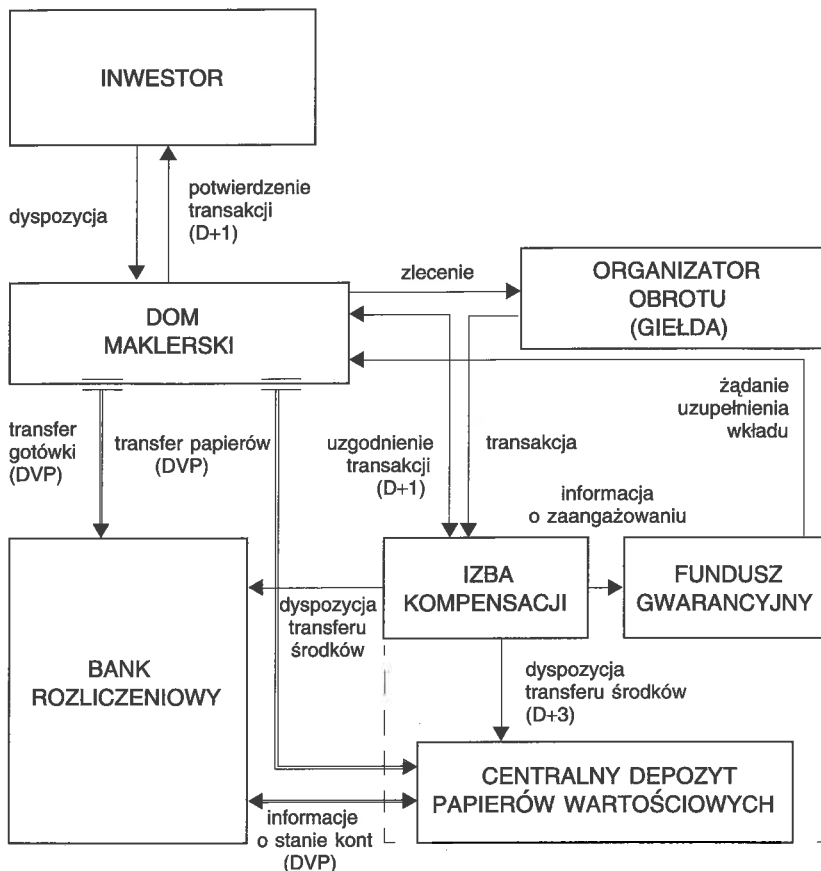 INWESTOR
dyspozycja
potwierdzenie
transakcji
(D+1)
zlecenie
ORGANIZATOR
OBROTU
(GIEŁDA)
DOM
MAKLERSKI
transfer
gotówki
(DVP)
transfer papierów
(DVP)
uzgodnienie
transakcji
(D+1)
transakcja
żądanie
uzupełnienia
wkładu
informacja
o zaangażowaniu
IZBA
KOMPENSACJI
FUNDUSZ
GWARANCYJNY
dyspozycja
transferu
środków
BANK
ROZLICZENIOWY
dyspozycja
transferu środków
(D+3)
CENTRALNY DEPOZYT
PAPIERÓW WARTOŚCIOWYCH
informacje
o stanie kont
(DVP)